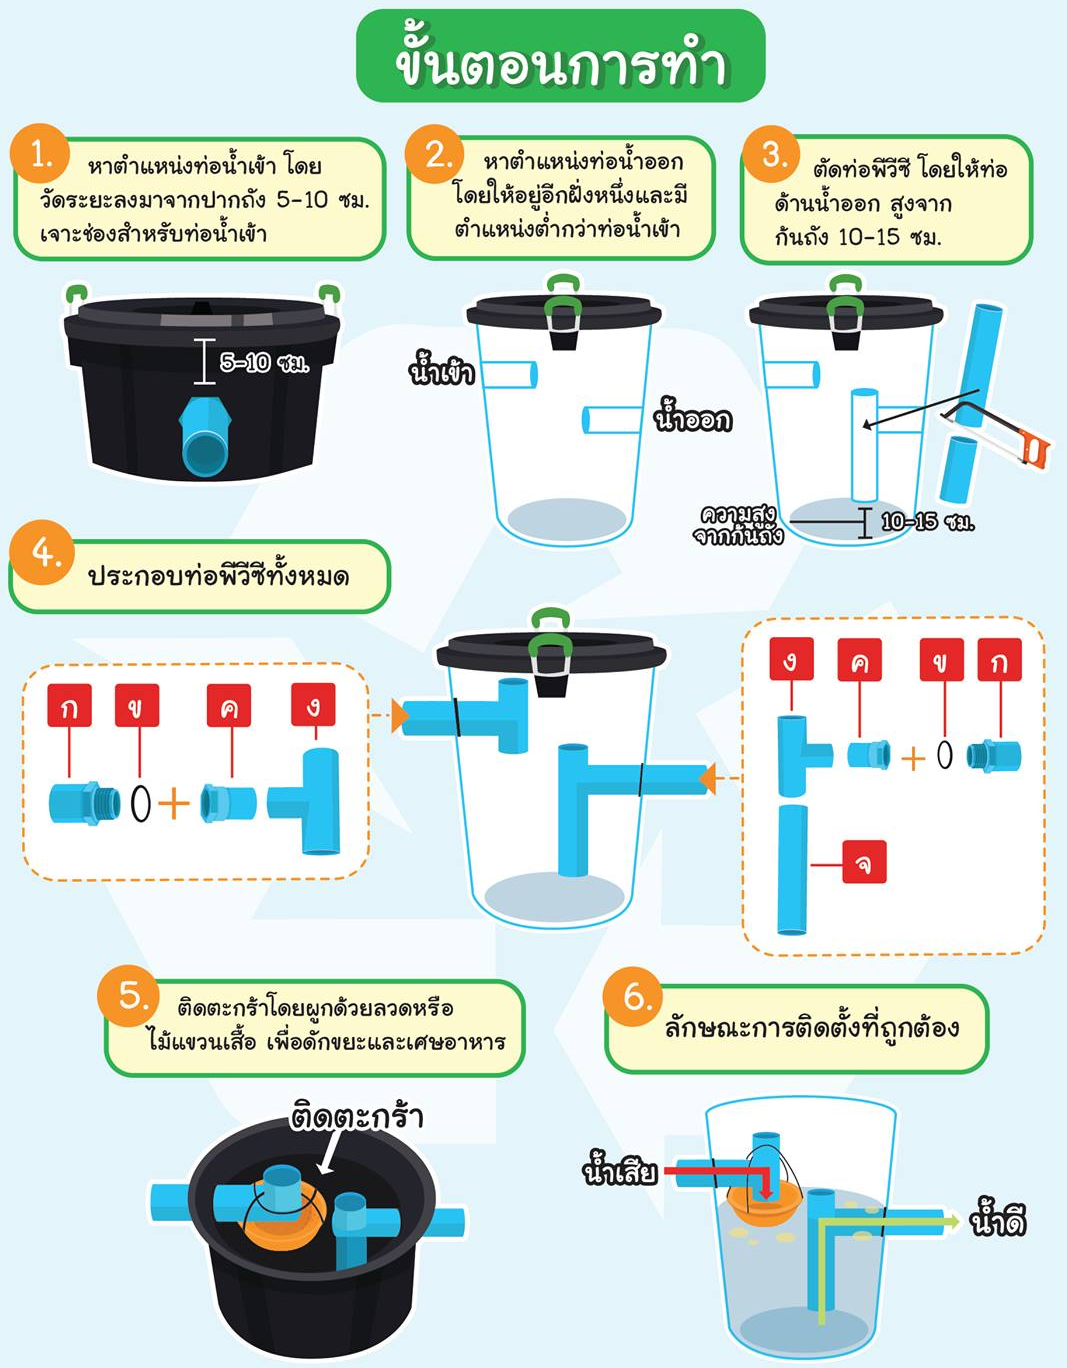 ขั้นตอนการทำ
1.
หาตำแหน่งท่อน้ำเข้า โดย
วัดระยะลงมาจากปากถัง 5-10 ซม.
เจาะช่องสำหรับท่อน้ำเข้า
5-10 ซม.
2.
หาตำแหน่งท่อน้ำออก
โดยให้อยู่อีกฝั่งหนึ่งและมี
ตำแหน่งต่ำกว่าท่อน้ำเข้า
น้ำเข้า
น้ำออก
3.
ตัดท่อพีวีซี โดยให้ท่อ
ด้านน้ำออก สูงจาก
ก้นถัง 10-15 ซม.
ความสูง
จากก้นถัง
10-15 ซม.
4.
ประกอบท่อพีวีซีทั้งหมด
ก ข ค ง
ง ค ข ก
จ
5.
ติดตะกร้าโดยผูกด้วยลวดหรือ
ไม้แขวนเสื้อ เพื่อดักขยะและเศษอาหาร
ติดตะกร้า
6.
ลักษณะการติดตั้งที่ถูกต้อง
น้ำเสีย
น้ำดี